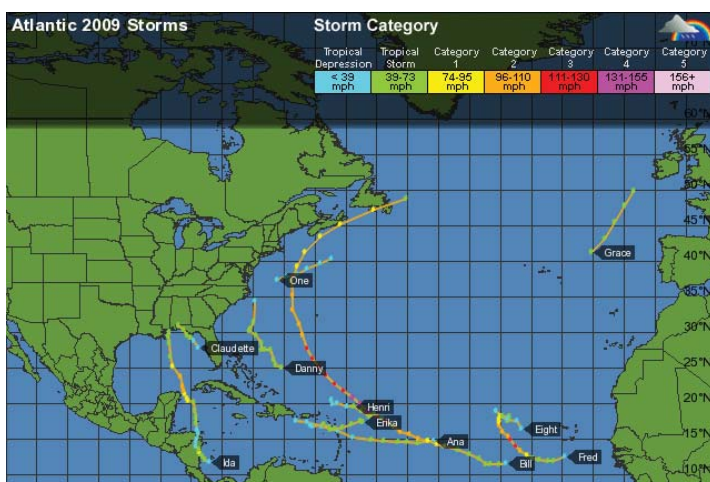 Atlantic 2009 Storms
Storm Category
Tropical Depression
Tropical Storm
Category 1
Category 2
Category 3
Category 4
Category 5
< 39 mph
39-73 mph
74-95 mph
96-110 mph
111-130 mph
131-155 mph
156+ mph
60°N
55°N
50°N
45°N
Grace
40°N
One
35°N
30°N
Claudette
Danny
25°N
20°N
Henri
Erika
Eight
15°N
Ana
Ida
Bill
Fred
10°N